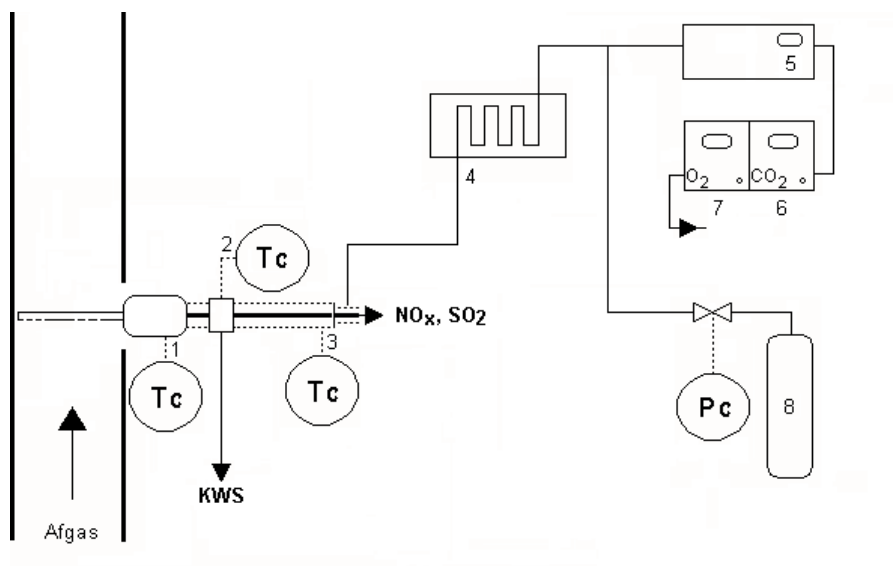 5
4
O2 CO2
7 6
2 Tc
NOx, SO2
1 3
Tc Tc
Pc 8
KWS
Afgas